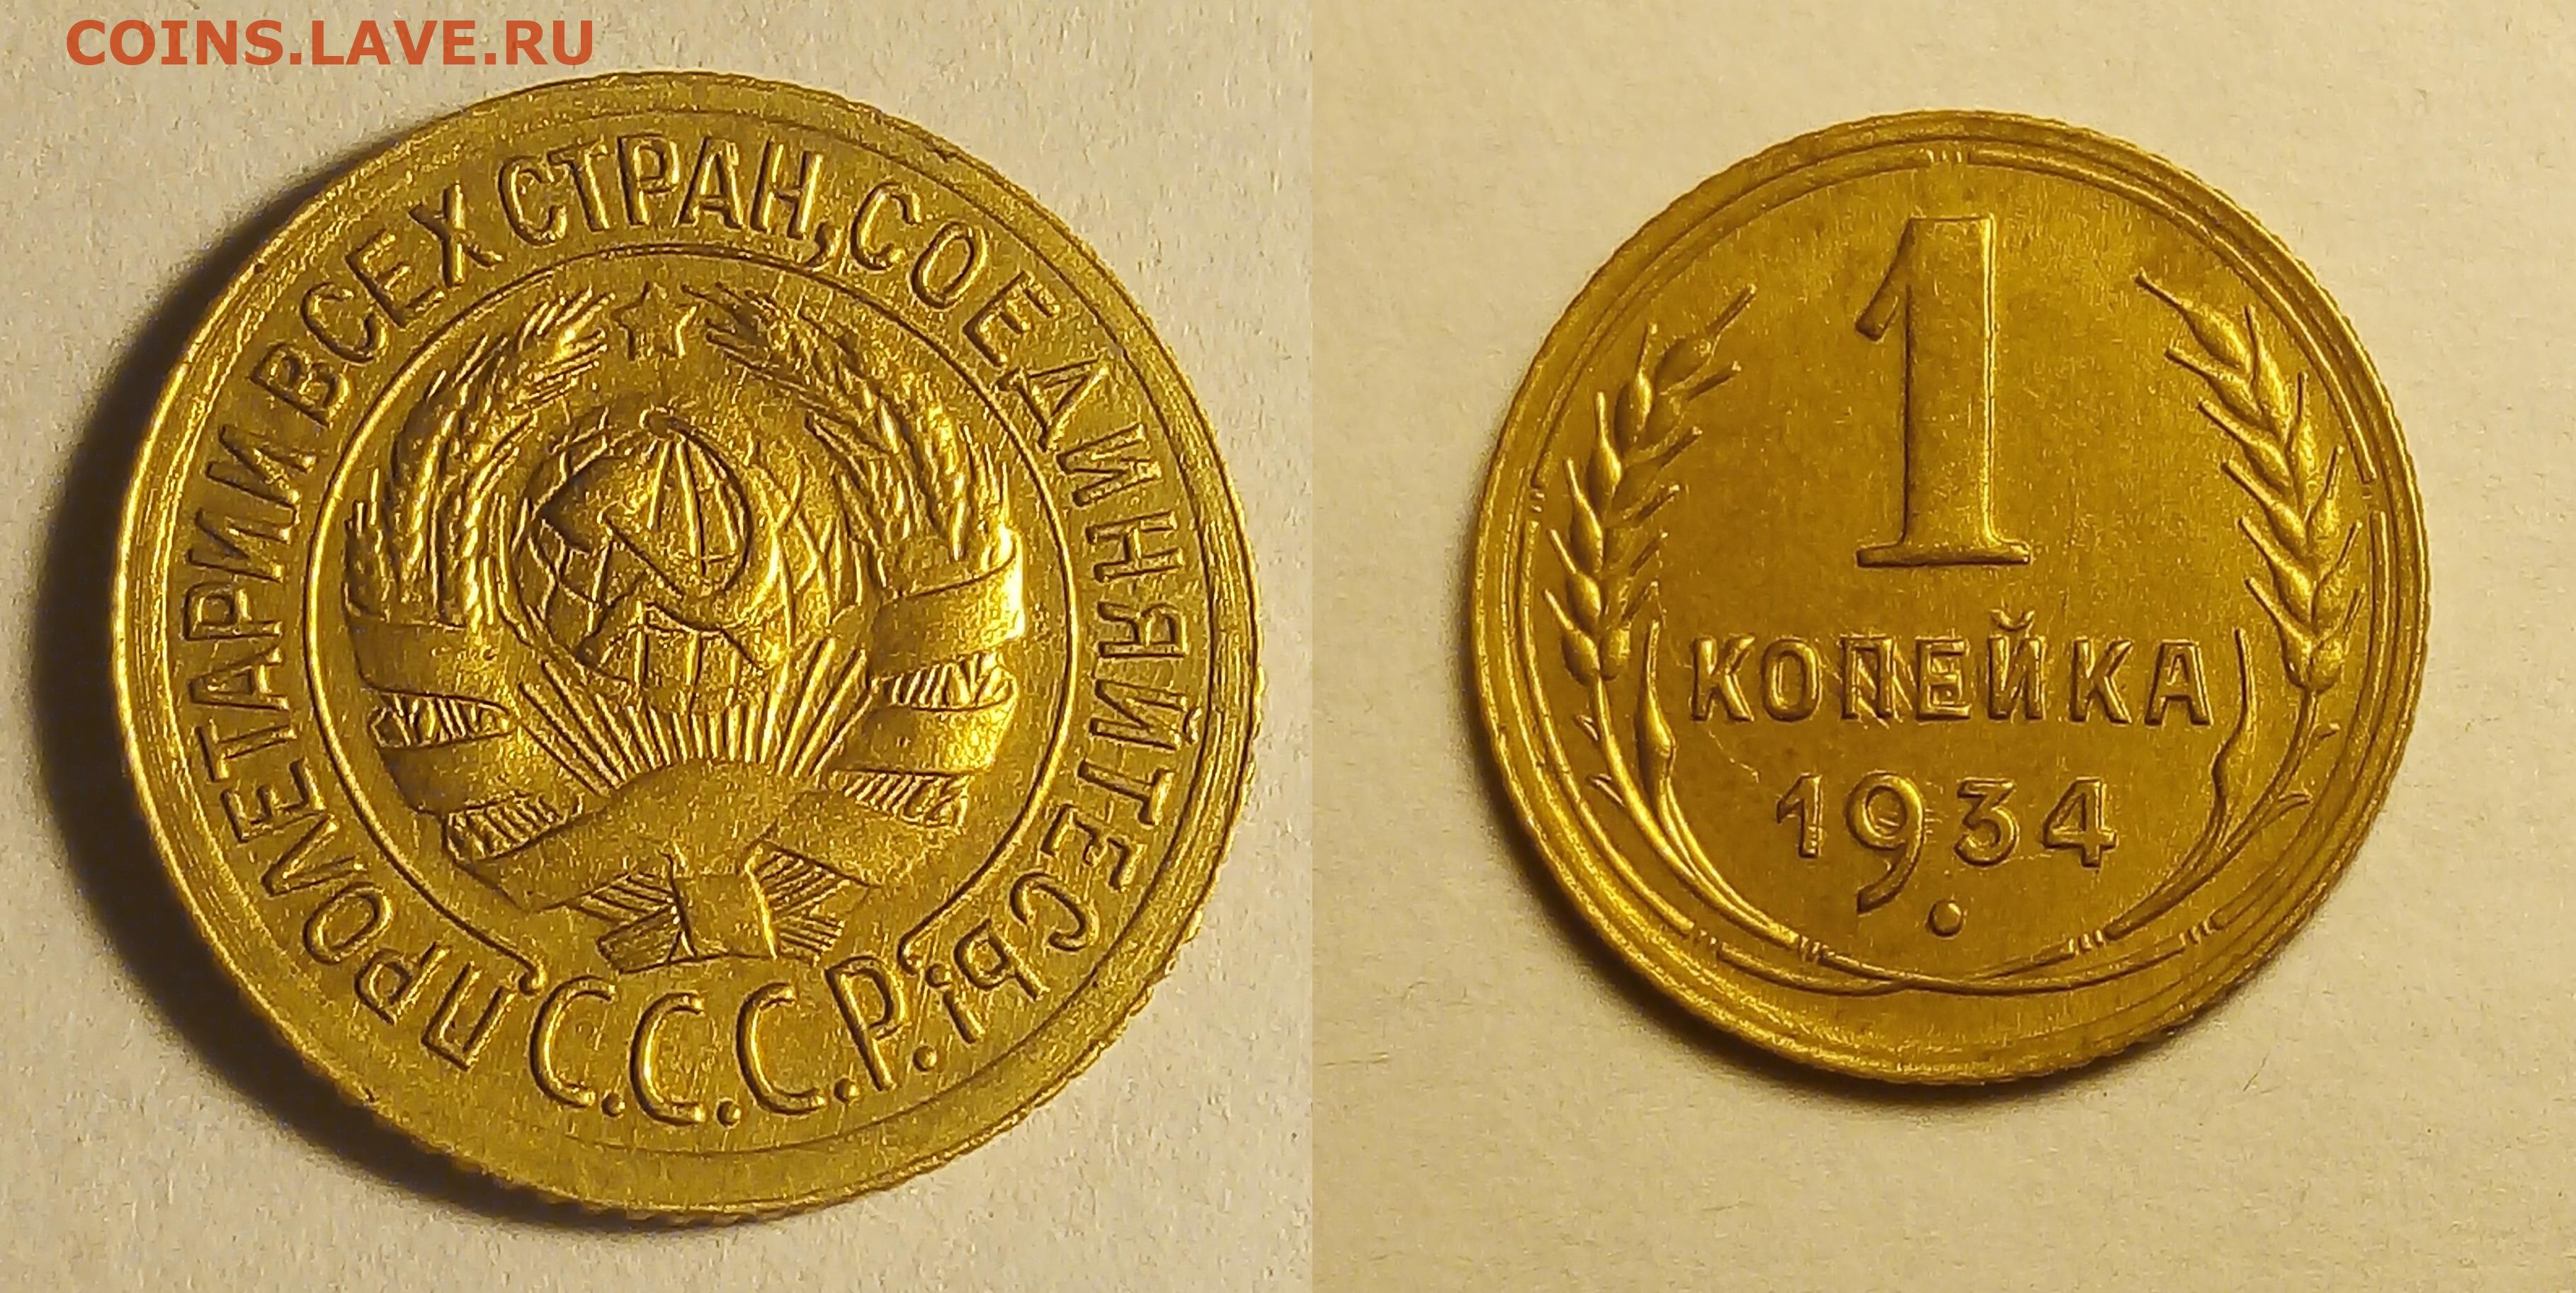 COINS.LAVE.RU
ПРОЛЕТАРИИ ВСЕХ СТРАН, СОЕДИНЯЙТЕСЬ!
С.С.С.Р.
1
КОПЕЙКА
1934